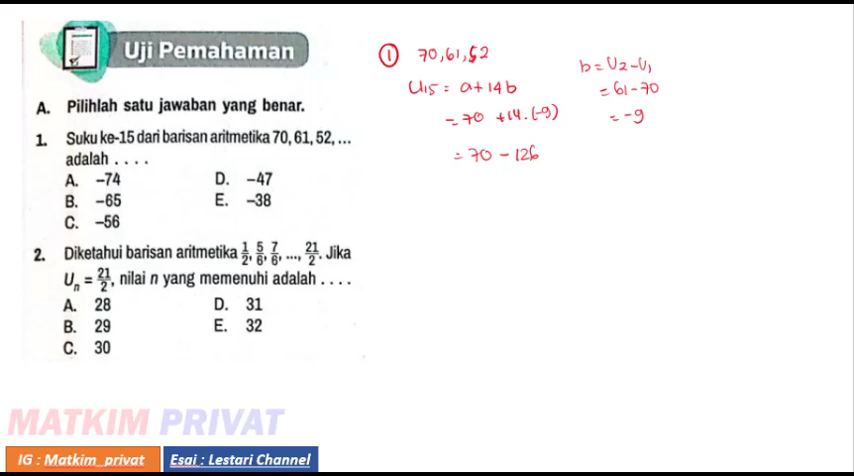 Uji Pemahaman
A. Pilihlah satu jawaban yang benar.
1. Suku ke-15 dari barisan aritmetika 70, 61, 52, ...
adalah . . . .
A. –74 D. –47
B. –65 E. –38
C. –56
2. Diketahui barisan aritmetika 1/2, 5/6, 7/6, ..., 21/2. Jika
Uₙ = 21/2, nilai n yang memenuhi adalah . . . .
A. 28 D. 31
B. 29 E. 32
C. 30
① 70, 61, 52
U15 = a + 14b
= 70 + 14 . (-9)
= 70 - 126
b = U2 - U1
= 61 - 70
= -9
MATKIM PRIVAT
IG : Matkim_privat
Esai : Lestari Channel